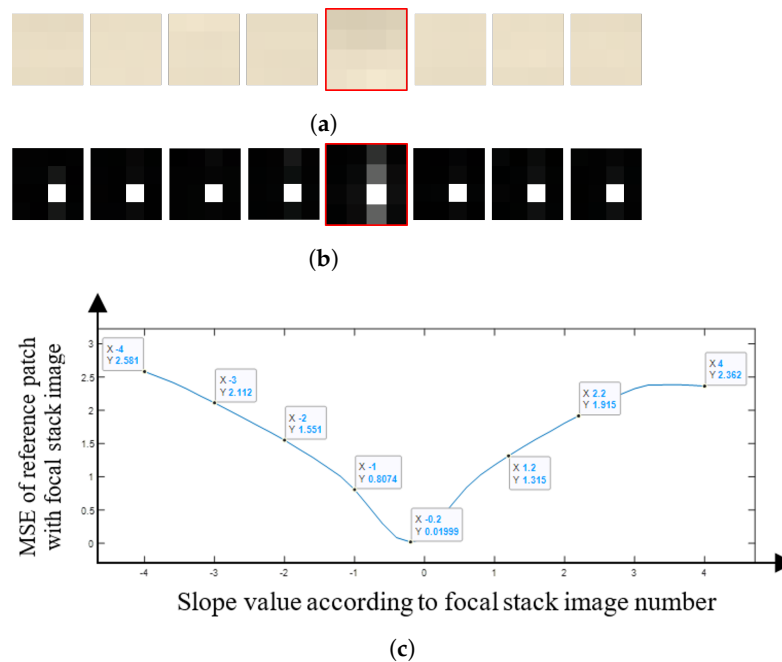 (a)
(b)
MSE of reference patch
with focal stack image
3
2.5
2
1.5
1
0.5
0
X -4
Y 2.581
X -3
Y 2.112
X -2
Y 1.551
X -1
Y 0.8074
X -0.2
Y 0.01999
X 1.2
Y 1.315
X 2.2
Y 1.915
X 4
Y 2.362
-4 -3 -2 -1 0 1 2 3 4
Slope value according to focal stack image number
(c)